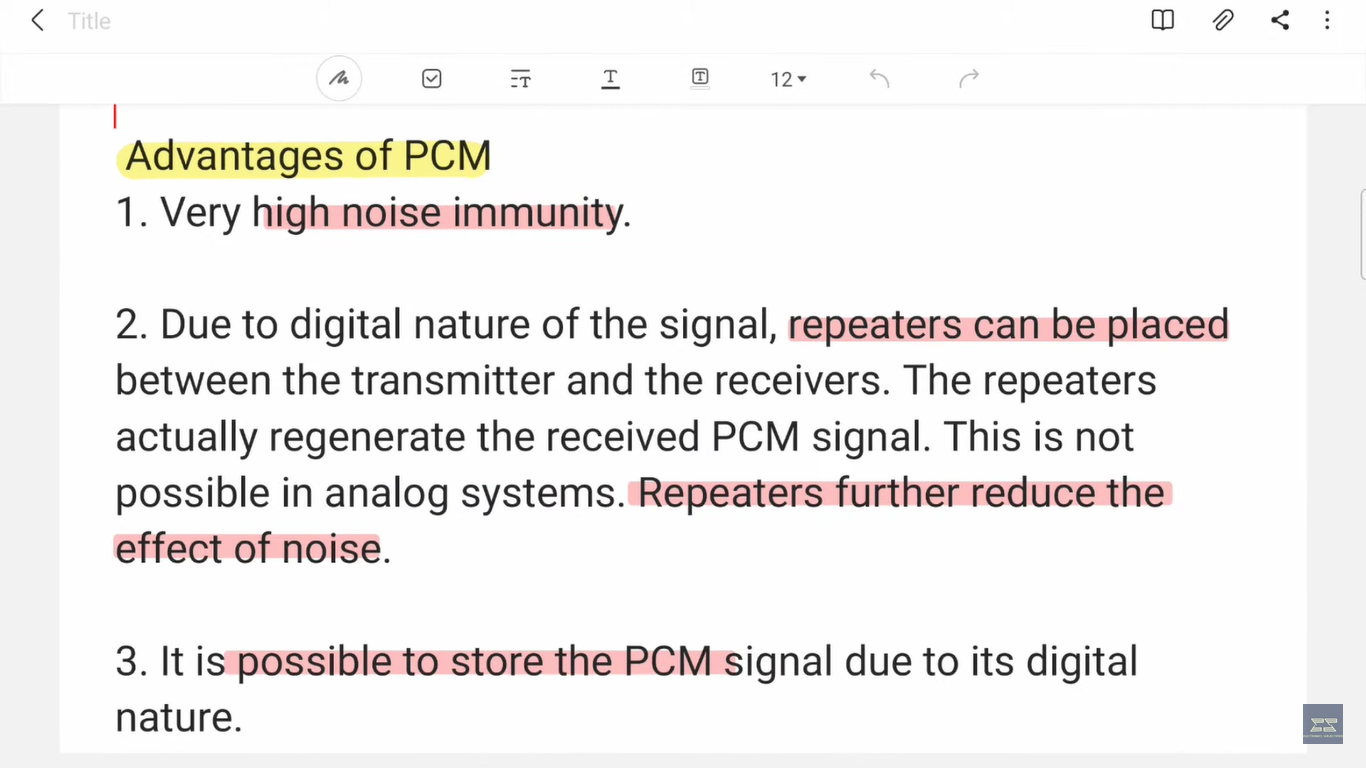 Title
12
Advantages of PCM
1. Very high noise immunity.
2. Due to digital nature of the signal, repeaters can be placed
between the transmitter and the receivers. The repeaters
actually regenerate the received PCM signal. This is not
possible in analog systems. Repeaters further reduce the
effect of noise.
3. It is possible to store the PCM signal due to its digital
nature.